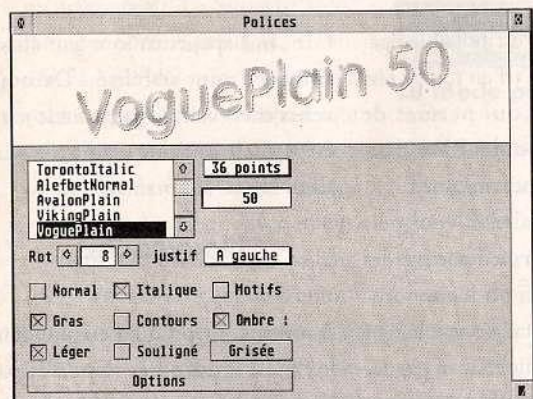 Polices
VoguePlain 50
TorontoItalic
AlefbetNormal
AvalonPlain
VikingPlain
VoguePlain
36 points
50
Rot 8 justif A gauche
Normal Italique Motifs
Gras Contours Ombre :
Léger Souligné Grisée
Options